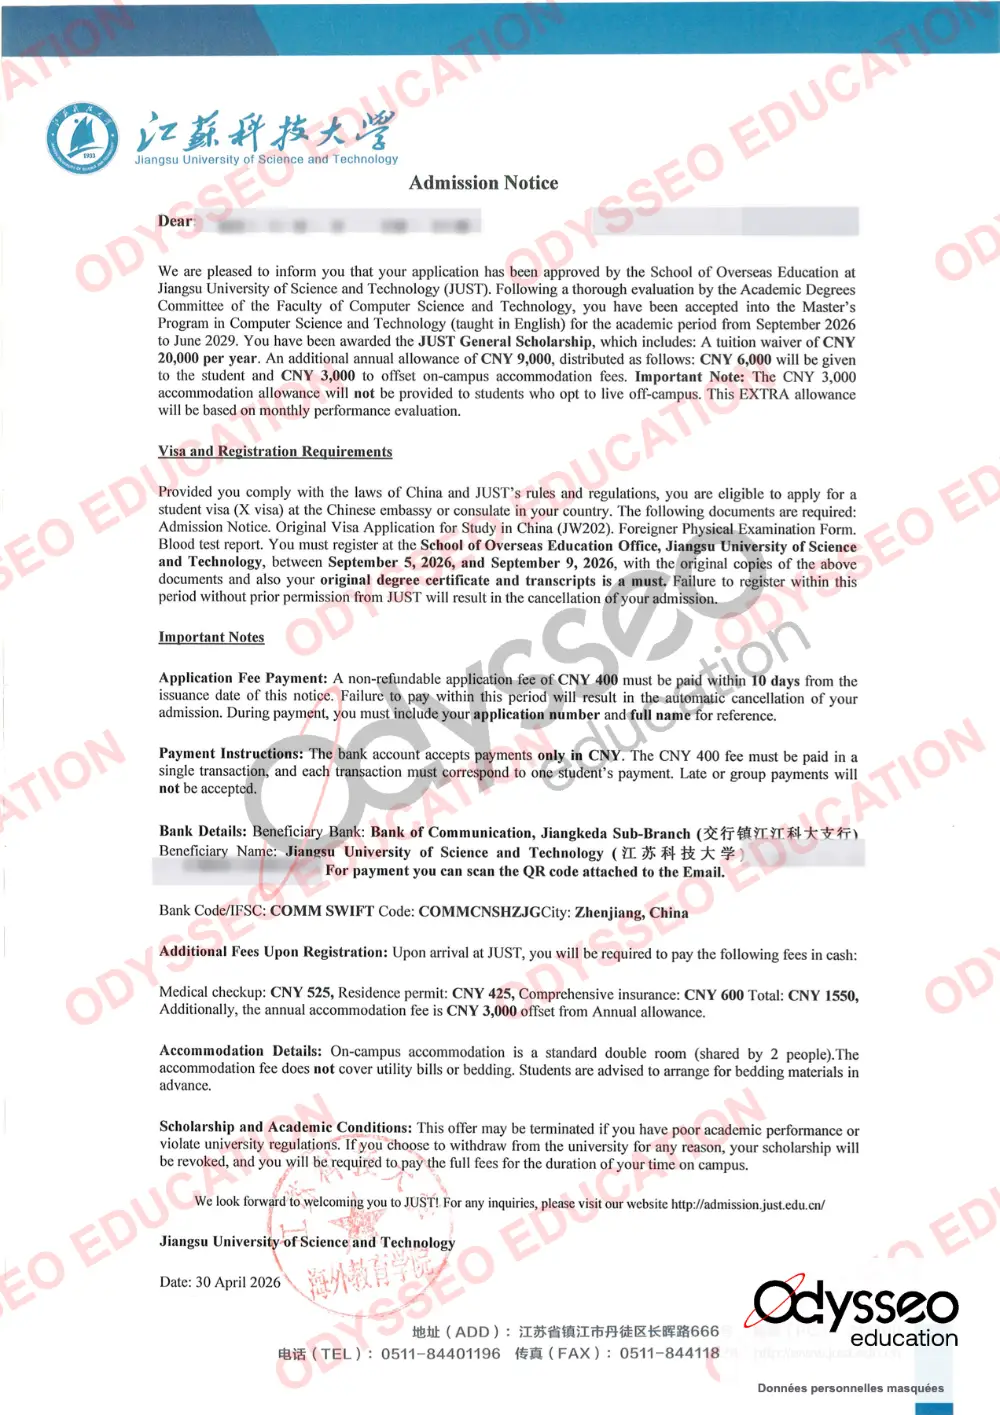 江蘇科技大学
Jiangsu University of Science and Technology
1933
Admission Notice
Dear
We are pleased to inform you that your application has been approved by the School of Overseas Education at
Jiangsu University of Science and Technology (JUST). Following a thorough evaluation by the Academic Degrees
Committee of the Faculty of Computer Science and Technology, you have been accepted into the Master's
Program in Computer Science and Technology (taught in English) for the academic period from September 2026
to June 2029. You have been awarded the JUST General Scholarship, which includes: A tuition waiver of CNY
20,000 per year. An additional annual allowance of CNY 9,000, distributed as follows: CNY 6,000 will be given
to the student and CNY 3,000 to offset on-campus accommodation fees. Important Note: The CNY 3,000
accommodation allowance will not be provided to students who opt to live off-campus. This EXTRA allowance
will be based on monthly performance evaluation.
Visa and Registration Requirements
Provided you comply with the laws of China and JUST's rules and regulations, you are eligible to apply for a
student visa (X visa) at the Chinese embassy or consulate in your country. The following documents are required:
Admission Notice. Original Visa Application for Study in China (JW202). Foreigner Physical Examination Form.
Blood test report. You must register at the School of Overseas Education Office, Jiangsu University of Science
and Technology, between September 5, 2026, and September 9, 2026, with the original copies of the above
documents and also your original degree certificate and transcripts is a must. Failure to register within this
period without prior permission from JUST will result in the cancellation of your admission.
Important Notes
Application Fee Payment: A non-refundable application fee of CNY 400 must be paid within 10 days from the
issuance date of this notice. Failure to pay within this period will result in the automatic cancellation of your
admission. During payment, you must include your application number and full name for reference.
Payment Instructions: The bank account accepts payments only in CNY. The CNY 400 fee must be paid in a
single transaction, and each transaction must correspond to one student's payment. Late or group payments will
not be accepted.
Bank Details: Beneficiary Bank: Bank of Communication, Jiangkeda Sub-Branch (交行镇江江科大支行)
Beneficiary Name: Jiangsu University of Science and Technology (江苏科技大学)
For payment you can scan the QR code attached to the Email.
Bank Code/IFSC: COMM SWIFT Code: COMMCNSHZJGCity: Zhenjiang, China
Additional Fees Upon Registration: Upon arrival at JUST, you will be required to pay the following fees in cash:
Medical checkup: CNY 525, Residence permit: CNY 425, Comprehensive insurance: CNY 600 Total: CNY 1550,
Additionally, the annual accommodation fee is CNY 3,000 offset from Annual allowance.
Accommodation Details: On-campus accommodation is a standard double room (shared by 2 people).The
accommodation fee does not cover utility bills or bedding. Students are advised to arrange for bedding materials in
advance.
Scholarship and Academic Conditions: This offer may be terminated if you have poor academic performance or
violate university regulations. If you choose to withdraw from the university for any reason, your scholarship will
be revoked, and you will be required to pay the full fees for the duration of your time on campus.
We look forward to welcoming you to JUST! For any inquiries, please visit our website http://admission.just.edu.cn/
Jiangsu University of Science and Technology
Date: 30 April 2026
江苏科技大学
海外教育学院
地址（ADD）：江苏省镇江市丹徒区长晖路666
电话（TEL）：0511-84401196 传真（FAX）：0511-844118
Odysseo
education
Données personnelles masquées
Odysseo
education
ODYSSEO EDUCATION